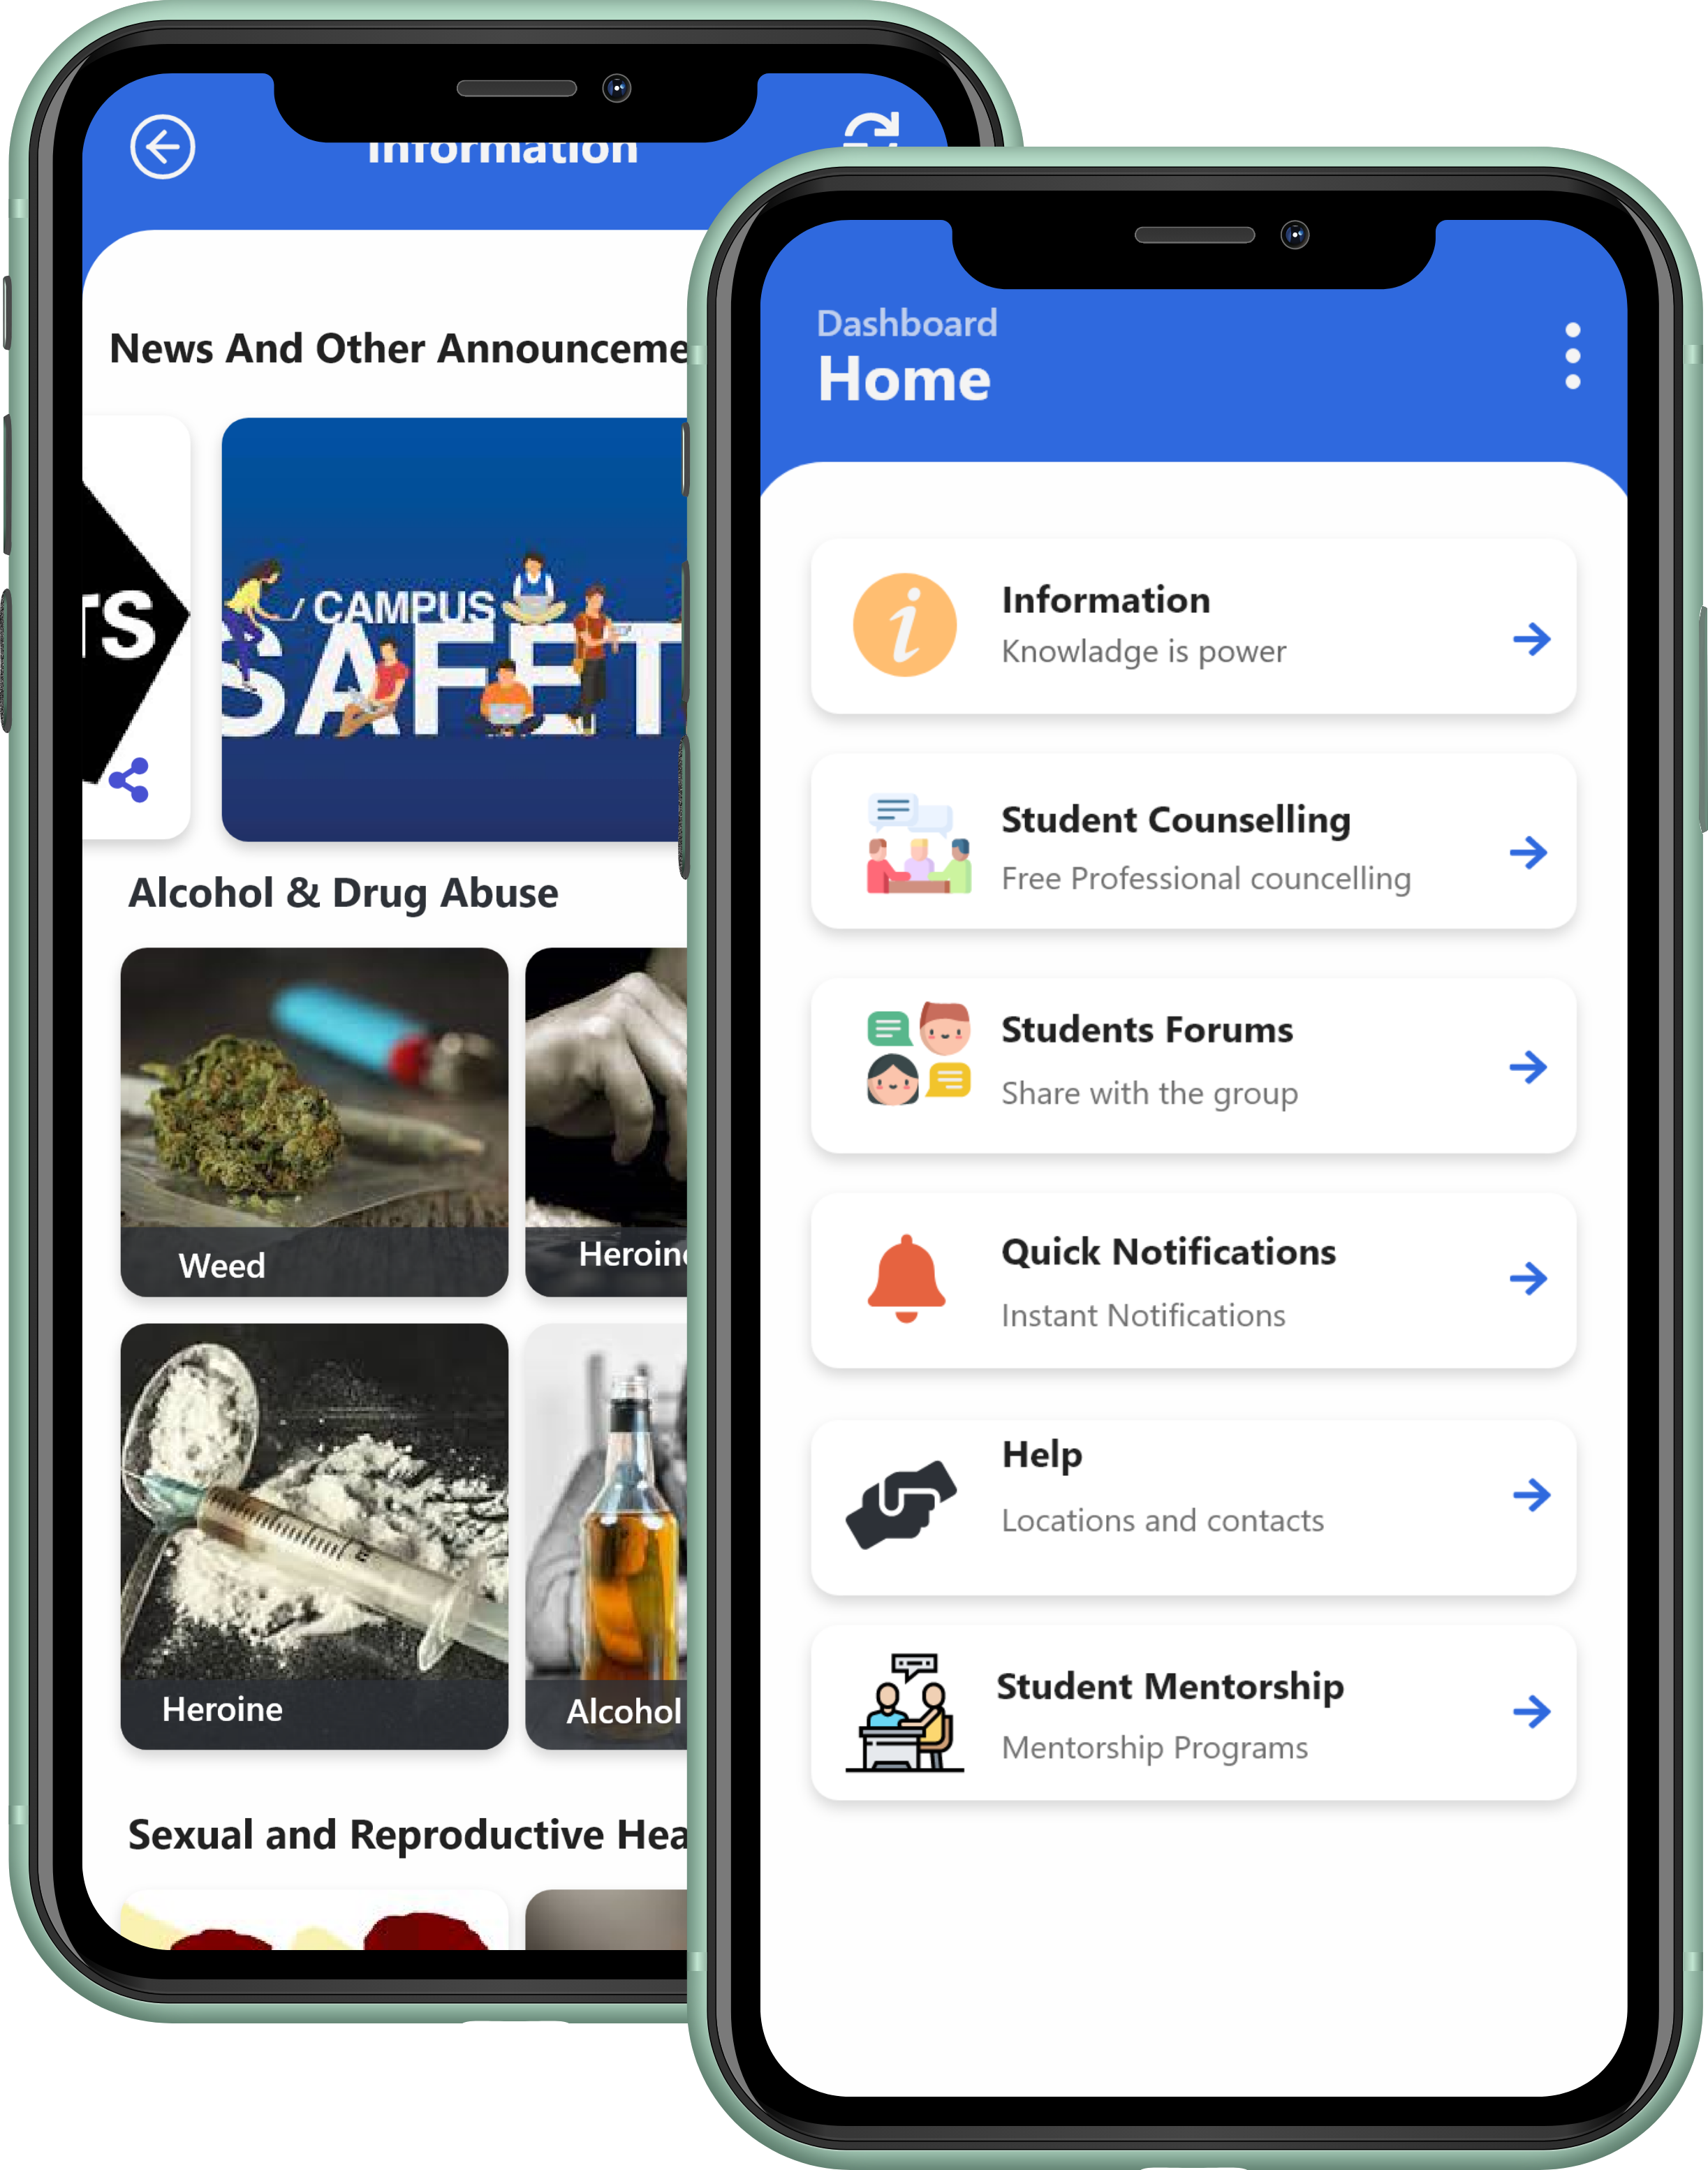 Information
News And Other Announceme
TS
CAMPUS
SAFET
Alcohol & Drug Abuse
Weed
Heroine
Heroine
Alcohol
Sexual and Reproductive Hea
Dashboard
Home
Information
Knowladge is power
Student Counselling
Free Professional councelling
Students Forums
Share with the group
Quick Notifications
Instant Notifications
Help
Locations and contacts
Student Mentorship
Mentorship Programs